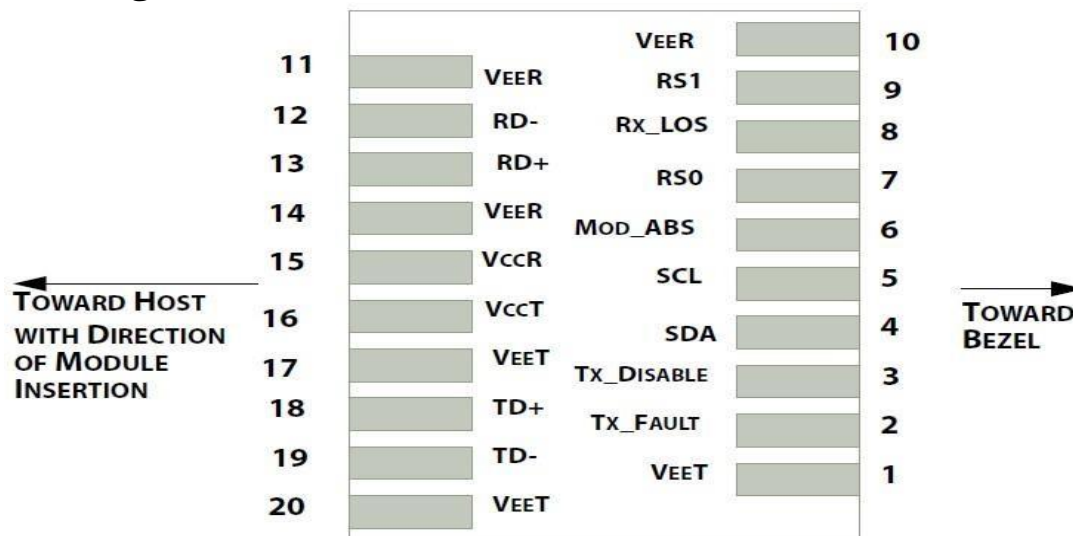 11 VEER
12 RD-
13 RD+
14 VEER
15 VCCR
16 VCCT
17 VEET
18 TD+
19 TD-
20 VEET
VEER 10
RS1 9
RX_LOS 8
RS0 7
MOD_ABS 6
SCL 5
SDA 4
TX_DISABLE 3
TX_FAULT 2
VEET 1
TOWARD HOST
WITH DIRECTION
OF MODULE
INSERTION
TOWARD
BEZEL